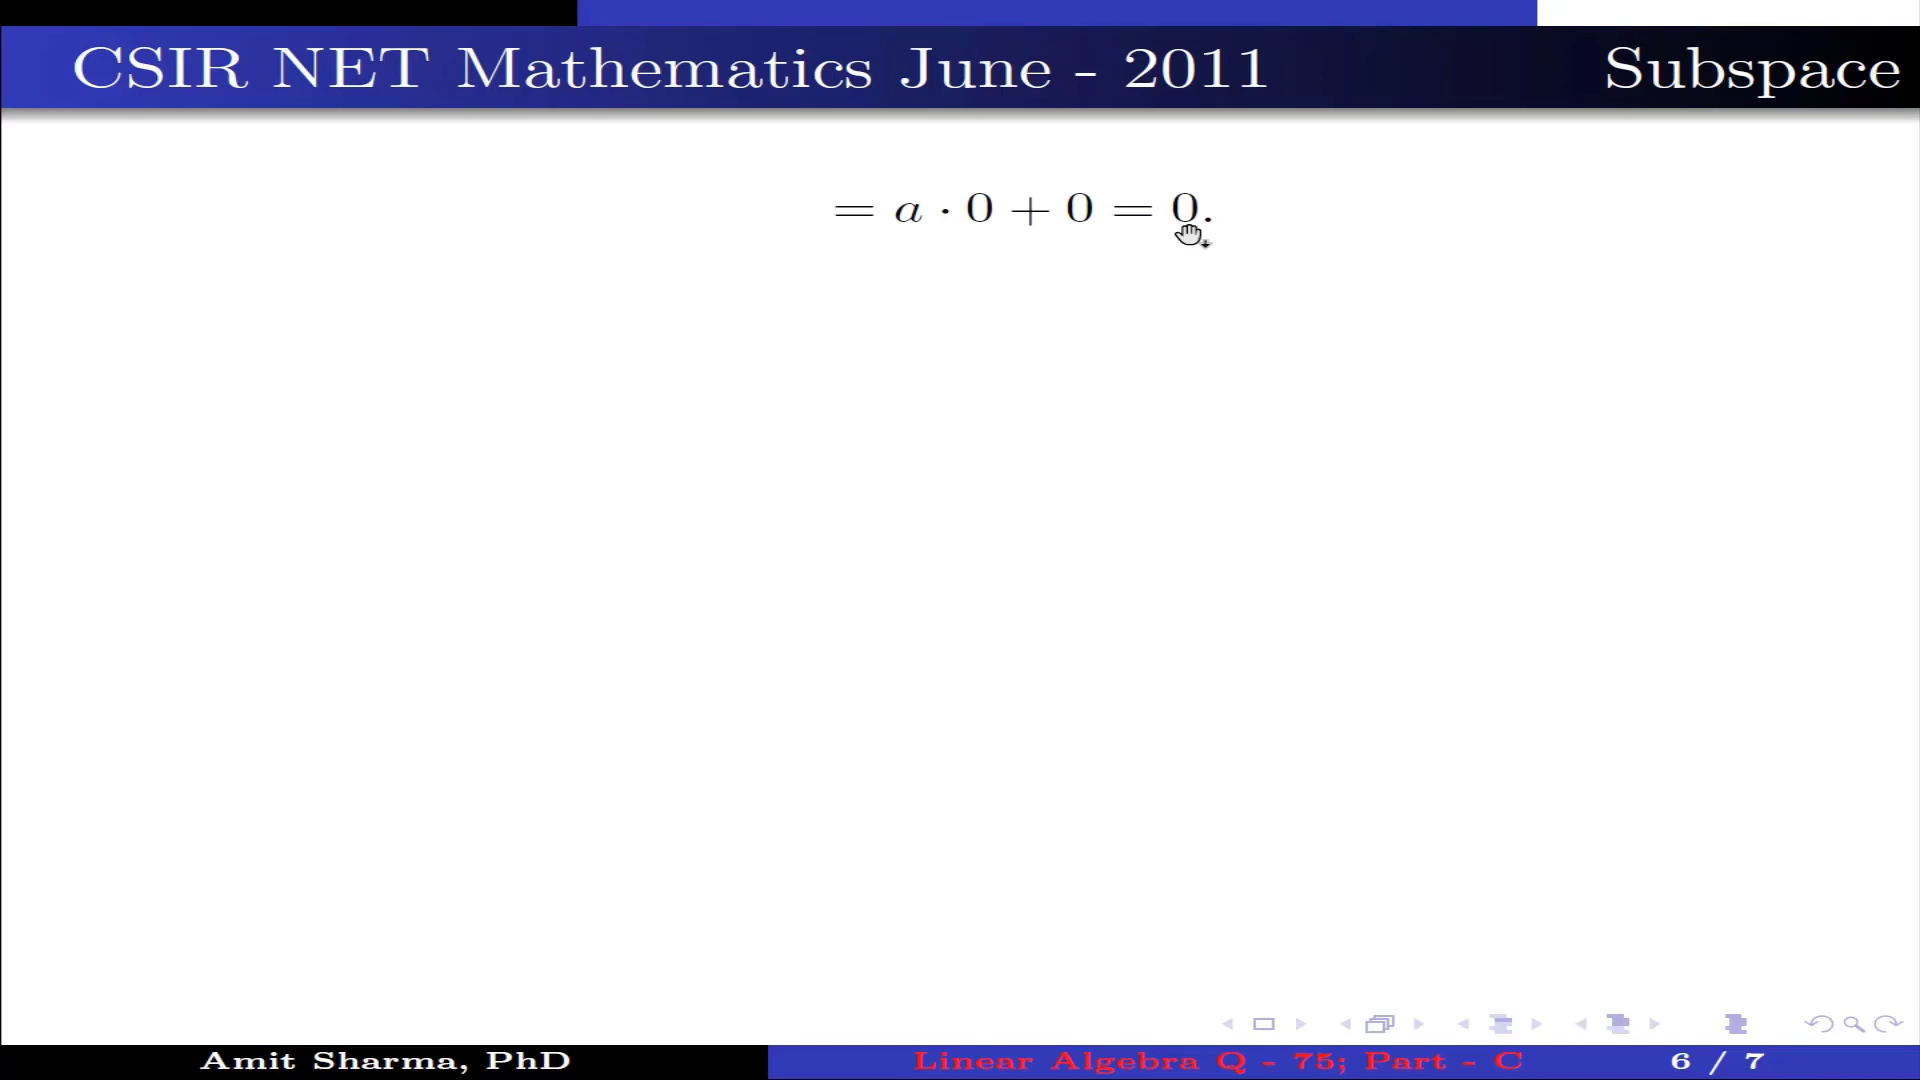 CSIR NET Mathematics June - 2011 Subspace
= a · 0 + 0 = 0.
Amit Sharma, PhD Linear Algebra Q - 75; Part - C 6 / 7